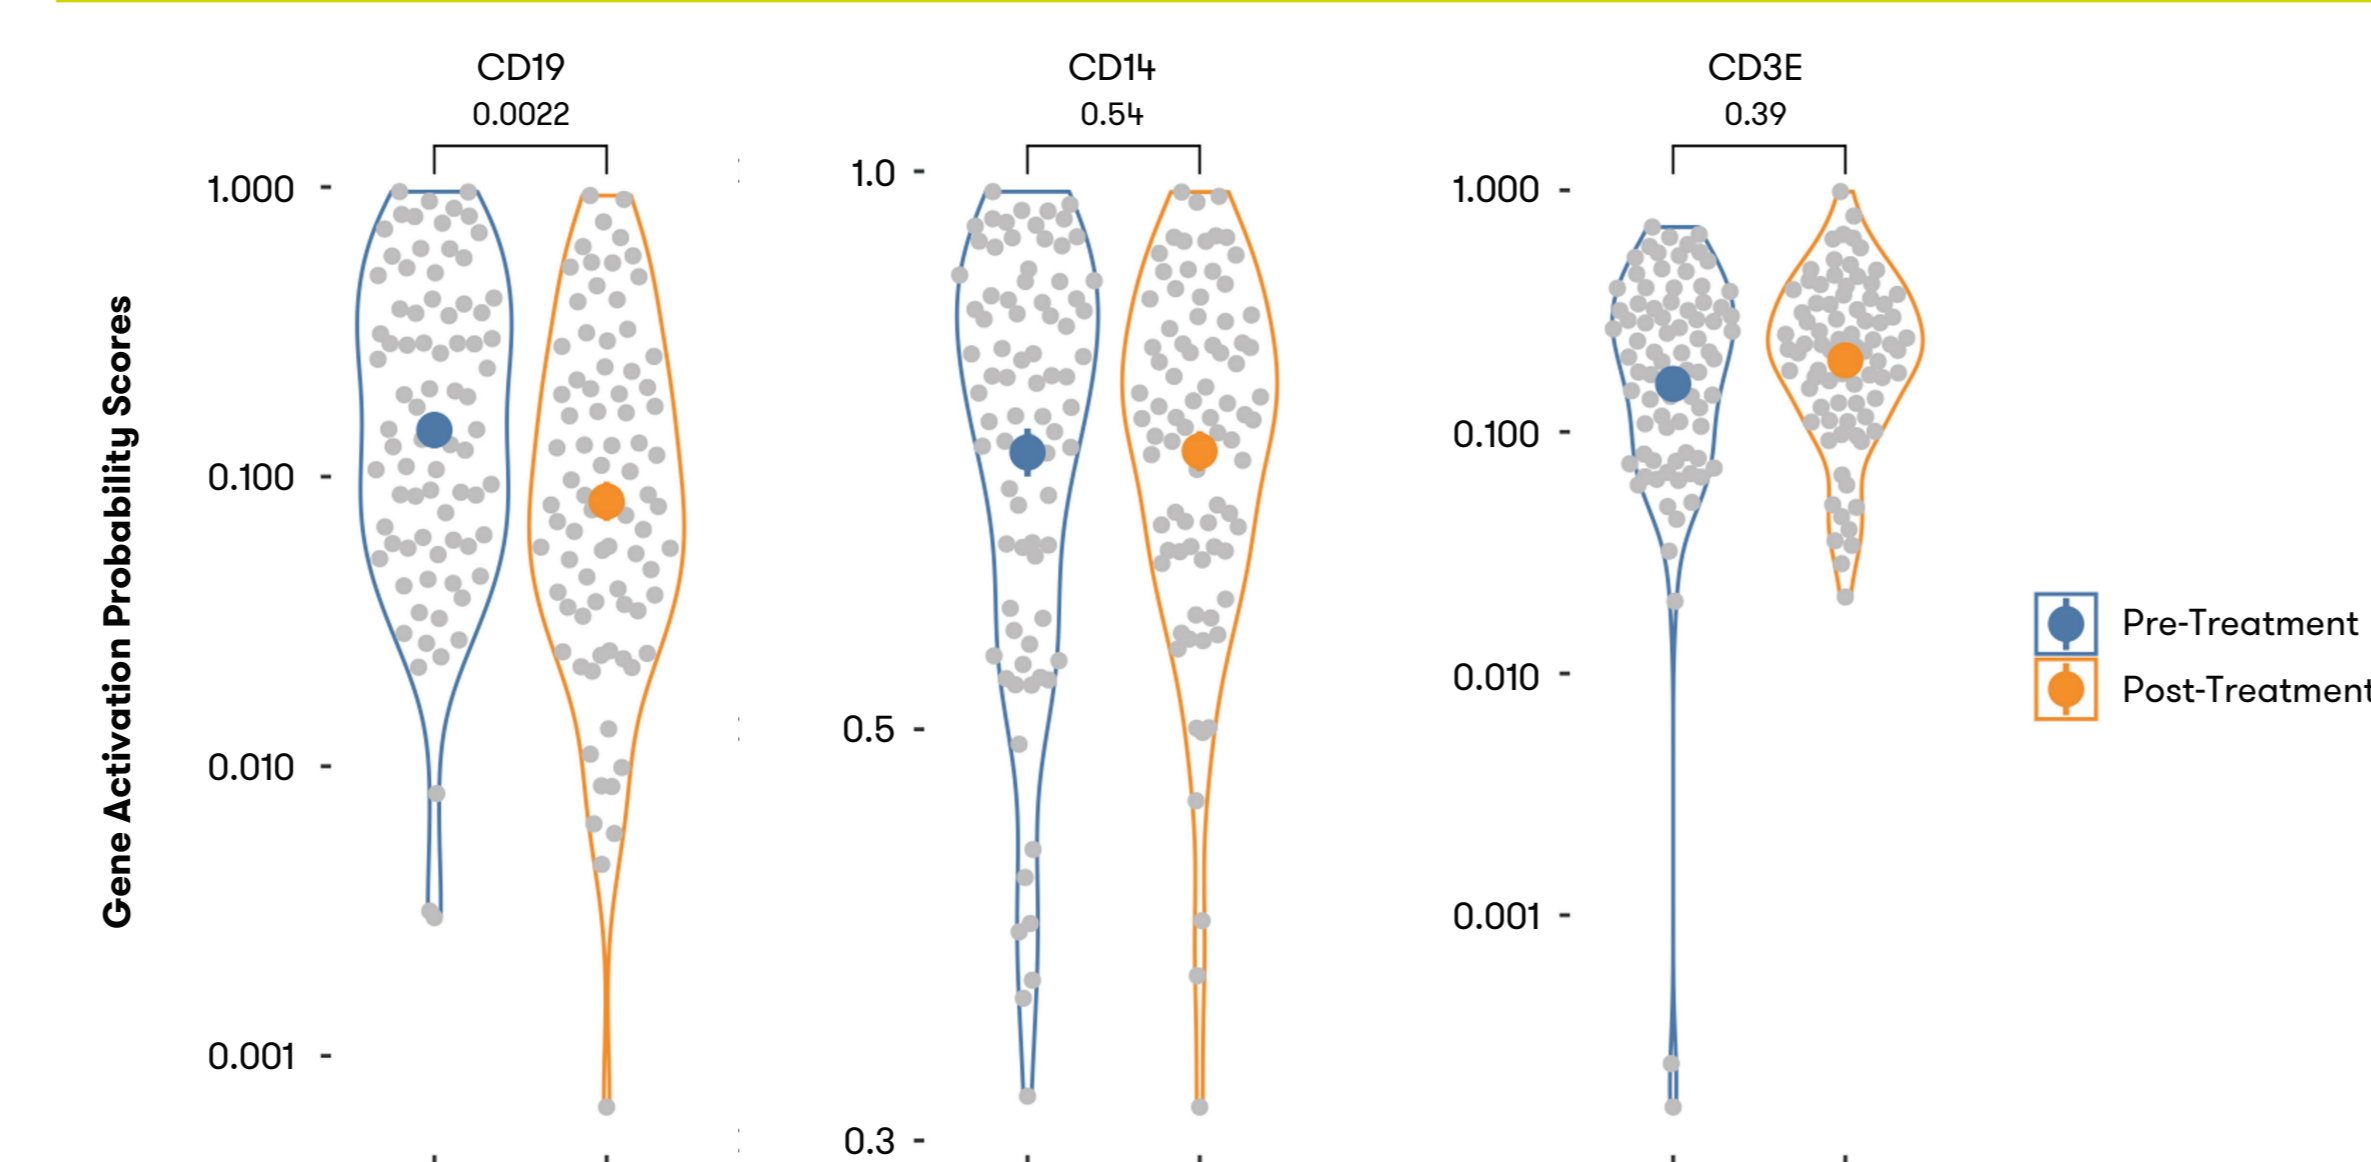 CD19
0.0022
CD14
0.54
CD3E
0.39
Gene Activation Probability Scores
1.000
0.100
0.010
0.001
1.0
0.5
0.3
1.000
0.100
0.010
0.001
Pre-Treatment
Post-Treatment